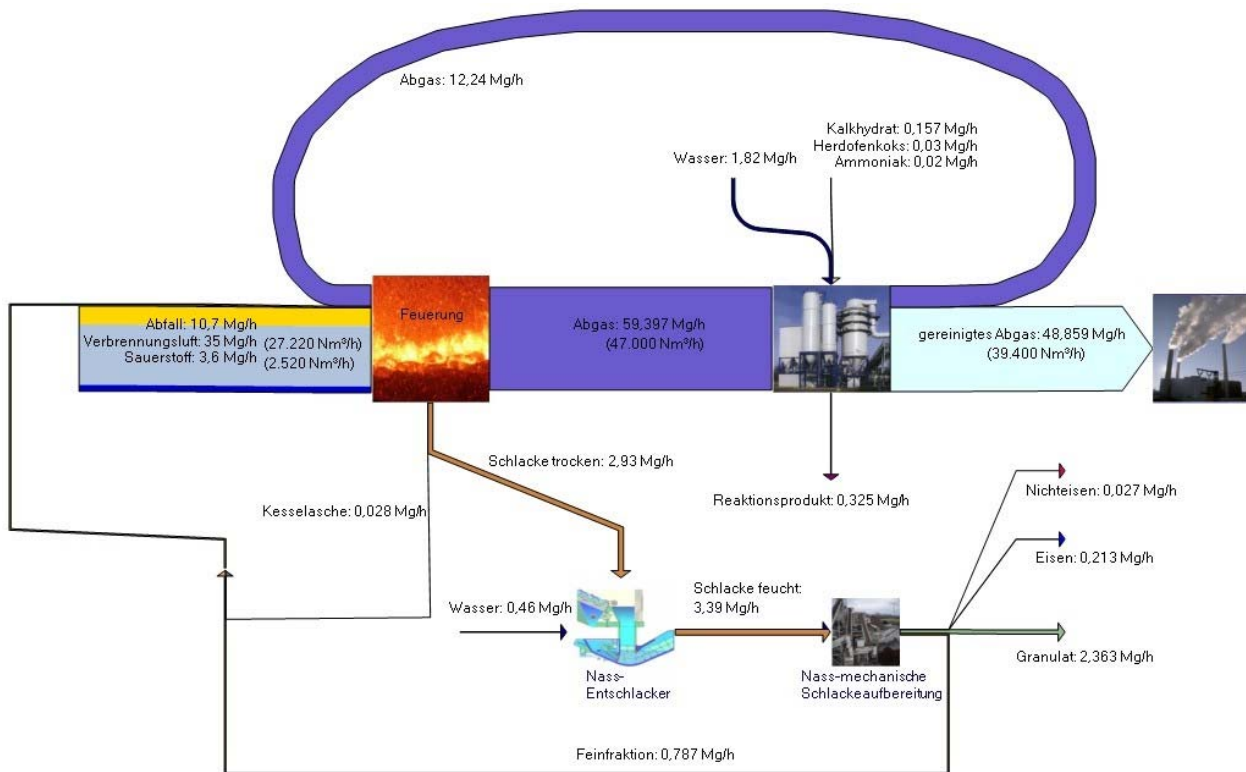 Abgas: 12,24 Mg/h
Kalkhydrat: 0,157 Mg/h
Herdofenkoks: 0,03 Mg/h
Ammoniak: 0,02 Mg/h
Wasser: 1,82 Mg/h
Feuerung
Abfall: 10,7 Mg/h
Verbrennungsluft: 35 Mg/h (27.220 Nm³/h)
Sauerstoff: 3,6 Mg/h (2.520 Nm³/h)
Abgas: 59,397 Mg/h
(47.000 Nm³/h)
gereinigtes Abgas: 48,859 Mg/h
(39.400 Nm³/h)
Schlacke trocken: 2,93 Mg/h
Kesselasche: 0,028 Mg/h
Reaktionsprodukt: 0,325 Mg/h
Nichteisen: 0,027 Mg/h
Eisen: 0,213 Mg/h
Wasser: 0,46 Mg/h
Schlacke feucht:
3,39 Mg/h
Granulat: 2,363 Mg/h
Nass-
Entschlacker
Nass-mechanische
Schlackeaufbereitung
Feinfraktion: 0,787 Mg/h